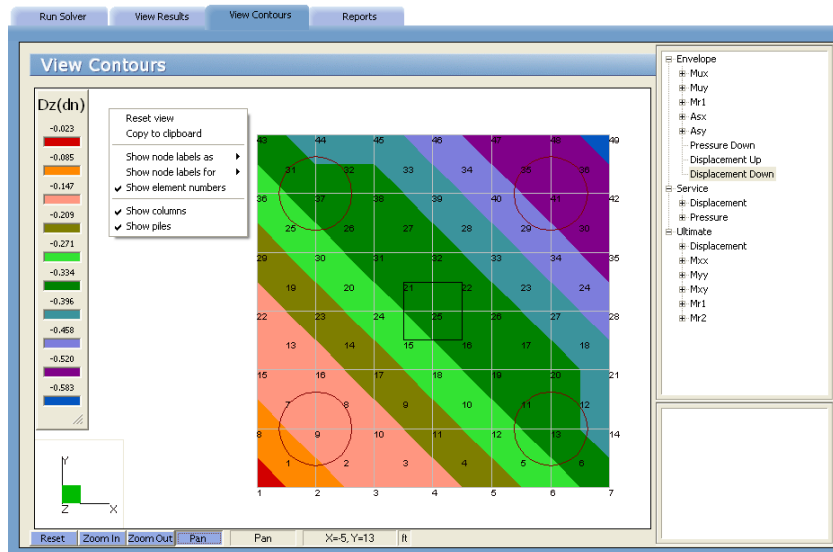 Run Solver View Results View Contours Reports
View Contours
Dz(dn)
-0.023
-0.085
-0.147
-0.209
-0.271
-0.334
-0.396
-0.458
-0.520
-0.583
Reset view
Copy to clipboard
Show node labels as
Show node labels for
Show element numbers
Show columns
Show piles
43 44 45 46 47 48 49
31 32 33 34 35 36
36 37 38 39 40 41 42
25 26 27 28 29 30
29 30 31 32 33 34 35
19 20 21 22 23 24
22 23 24 25 26 27 28
13 14 15 16 17 18
15 16 17 18 19 20 21
7 8 9 10 11 12
8 9 10 11 12 13 14
1 2 3 4 5 6
1 2 3 4 5 6 7
Y
Z X
Reset Zoom In Zoom Out Pan Pan X=-5, Y=13 ft
Envelope
Mux
Muy
Mr1
Asx
Asy
Pressure Down
Displacement Up
Displacement Down
Service
Displacement
Pressure
Ultimate
Displacement
Mxx
Myy
Mxy
Mr1
Mr2